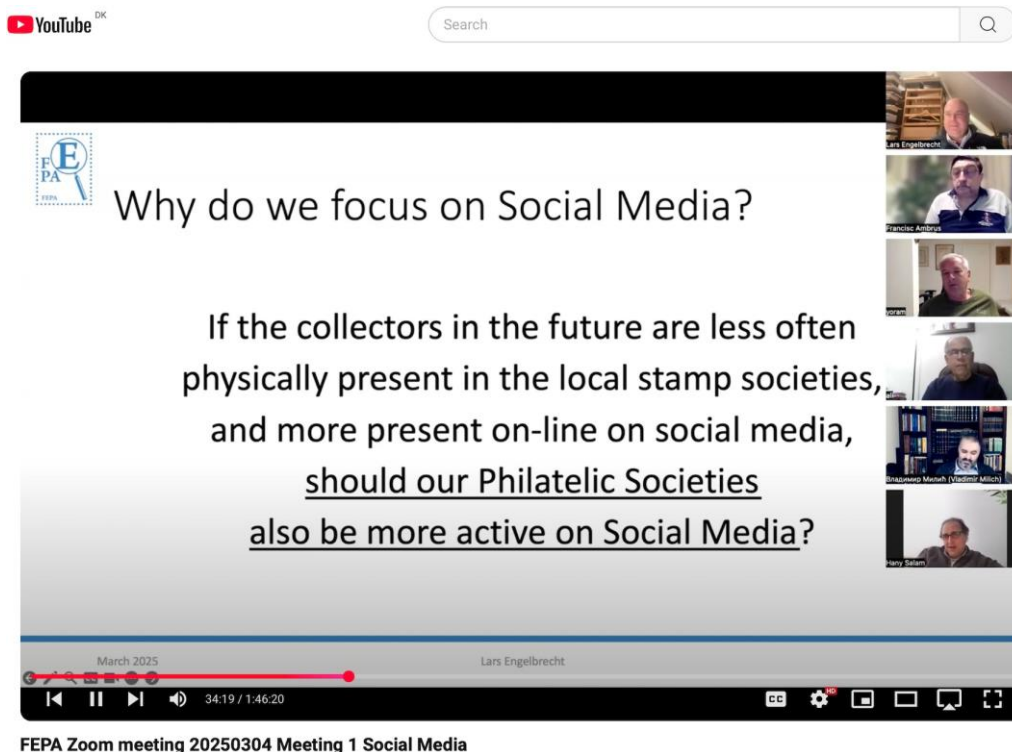 YouTube DK
Search
F E
PA
FEPA
Why do we focus on Social Media?
If the collectors in the future are less often
physically present in the local stamp societies,
and more present on-line on social media,
should our Philatelic Societies
also be more active on Social Media?
Lars Engelbrecht
Francisc Ambrus
yoram
Владимир Милић (Vladimir Milich)
Hany Salam
March 2025
Lars Engelbrecht
34:19 / 1:46:20
CC
HD
FEPA Zoom meeting 20250304 Meeting 1 Social Media